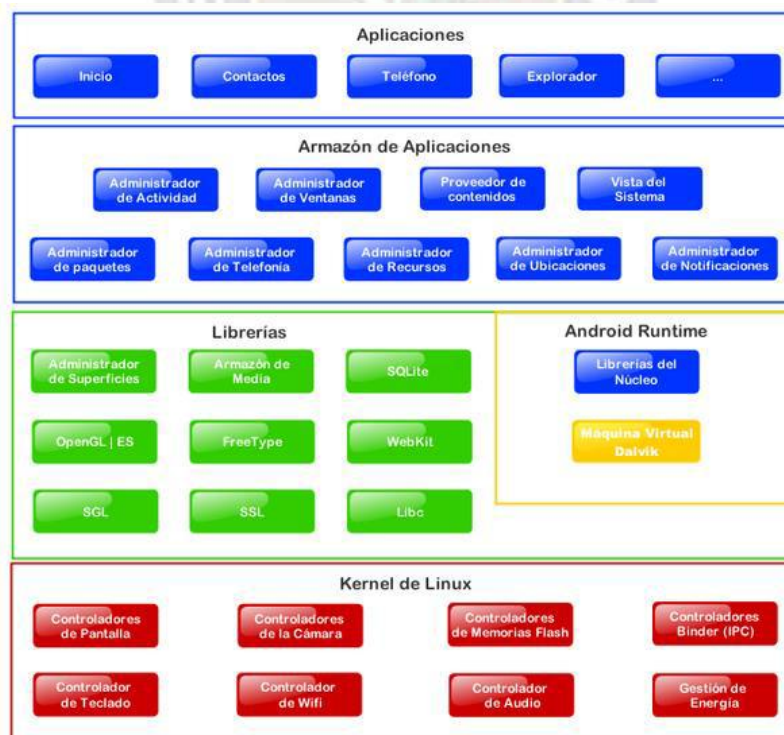 Aplicaciones
Inicio
Contactos
Teléfono
Explorador
...
Armazón de Aplicaciones
Administrador
de Actividad
Administrador
de Ventanas
Proveedor de
contenidos
Vista del
Sistema
Administrador
de paquetes
Administrador
de Telefonía
Administrador
de Recursos
Administrador
de Ubicaciones
Administrador
de Notificaciones
Librerías
Administrador
de Superficies
Armazón de
Media
SQLite
OpenGL | ES
FreeType
WebKit
SGL
SSL
Libc
Android Runtime
Librerías del
Núcleo
Máquina Virtual
Dalvik
Kernel de Linux
Controladores
de Pantalla
Controladores
de la Cámara
Controladores
de Memorias Flash
Controladores
Binder (IPC)
Controlador
de Teclado
Controlador
de Wifi
Controlador
de Audio
Gestión de
Energía